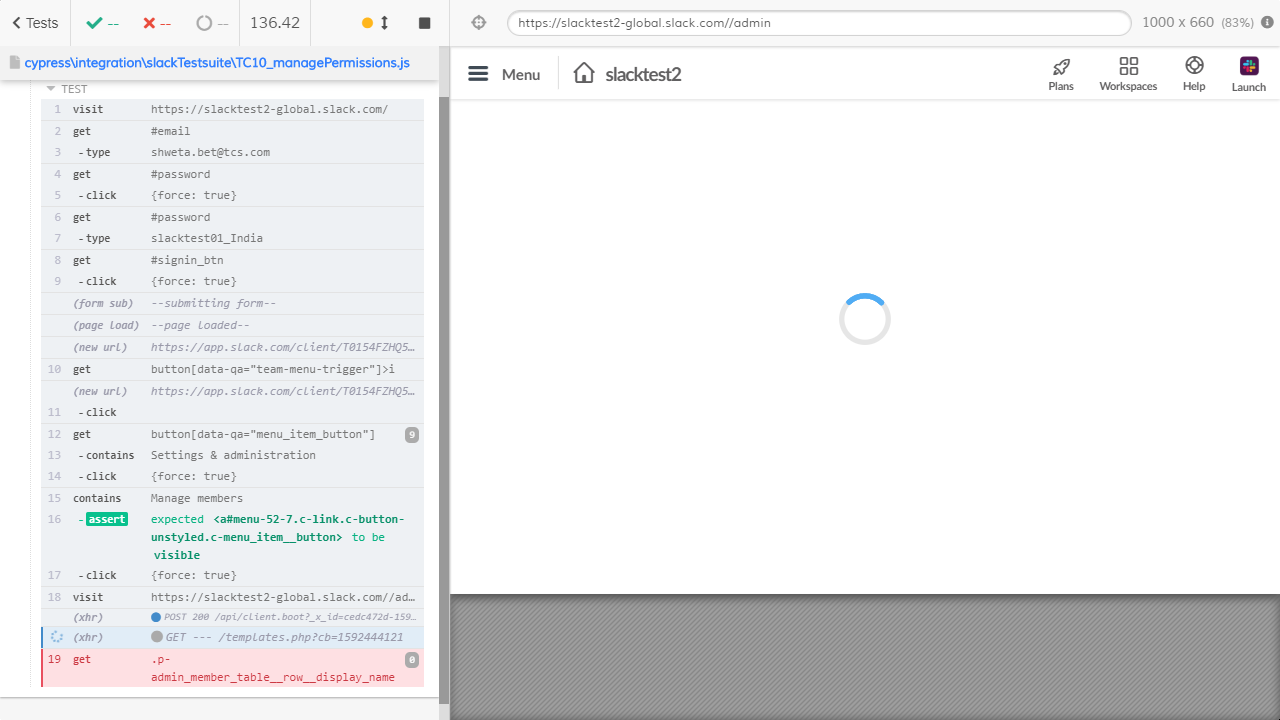 Tests
--
--
--
136.42
https://slacktest2-global.slack.com//admin
1000 x 660 (83%)
cypress\integration\slackTestsuite\TC10_managePermissions.js
TEST
1 visit https://slacktest2-global.slack.com/
2 get #email
3 -type shweta.bet@tcs.com
4 get #password
5 -click {force: true}
6 get #password
7 -type slacktest01_India
8 get #signin_btn
9 -click {force: true}
(form sub) --submitting form--
(page load) --page loaded--
(new url) https://app.slack.com/client/T0154FZHQ5…
10 get button[data-qa="team-menu-trigger"]>i
(new url) https://app.slack.com/client/T0154FZHQ5…
11 -click
12 get button[data-qa="menu_item_button"] 9
13 -contains Settings & administration
14 -click {force: true}
15 contains Manage members
16 -assert expected <a#menu-52-7.c-link.c-button-
unstyled.c-menu_item__button> to be
visible
17 -click {force: true}
18 visit https://slacktest2-global.slack.com//ad…
(xhr) POST 200 /api/client.boot?_x_id=cedc472d-159…
(xhr) GET --- /templates.php?cb=1592444121
19 get .p- 0
admin_member_table__row__display_name
Menu
slacktest2
Plans
Workspaces
Help
Launch